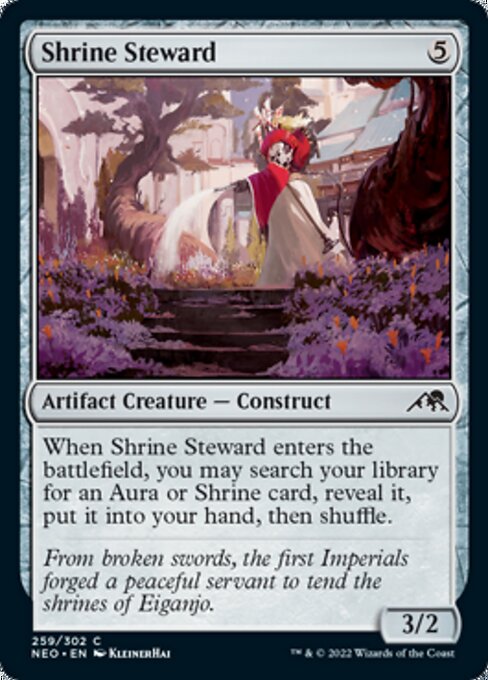 Shrine Steward 5
Artifact Creature — Construct
When Shrine Steward enters the
battlefield, you may search your library
for an Aura or Shrine card, reveal it,
put it into your hand, then shuffle.
From broken swords, the first Imperials
forged a peaceful servant to tend the
shrines of Eiganjo.
3/2
259/302 C
NEO • EN KleinerHai
™ & © 2022 Wizards of the Coast